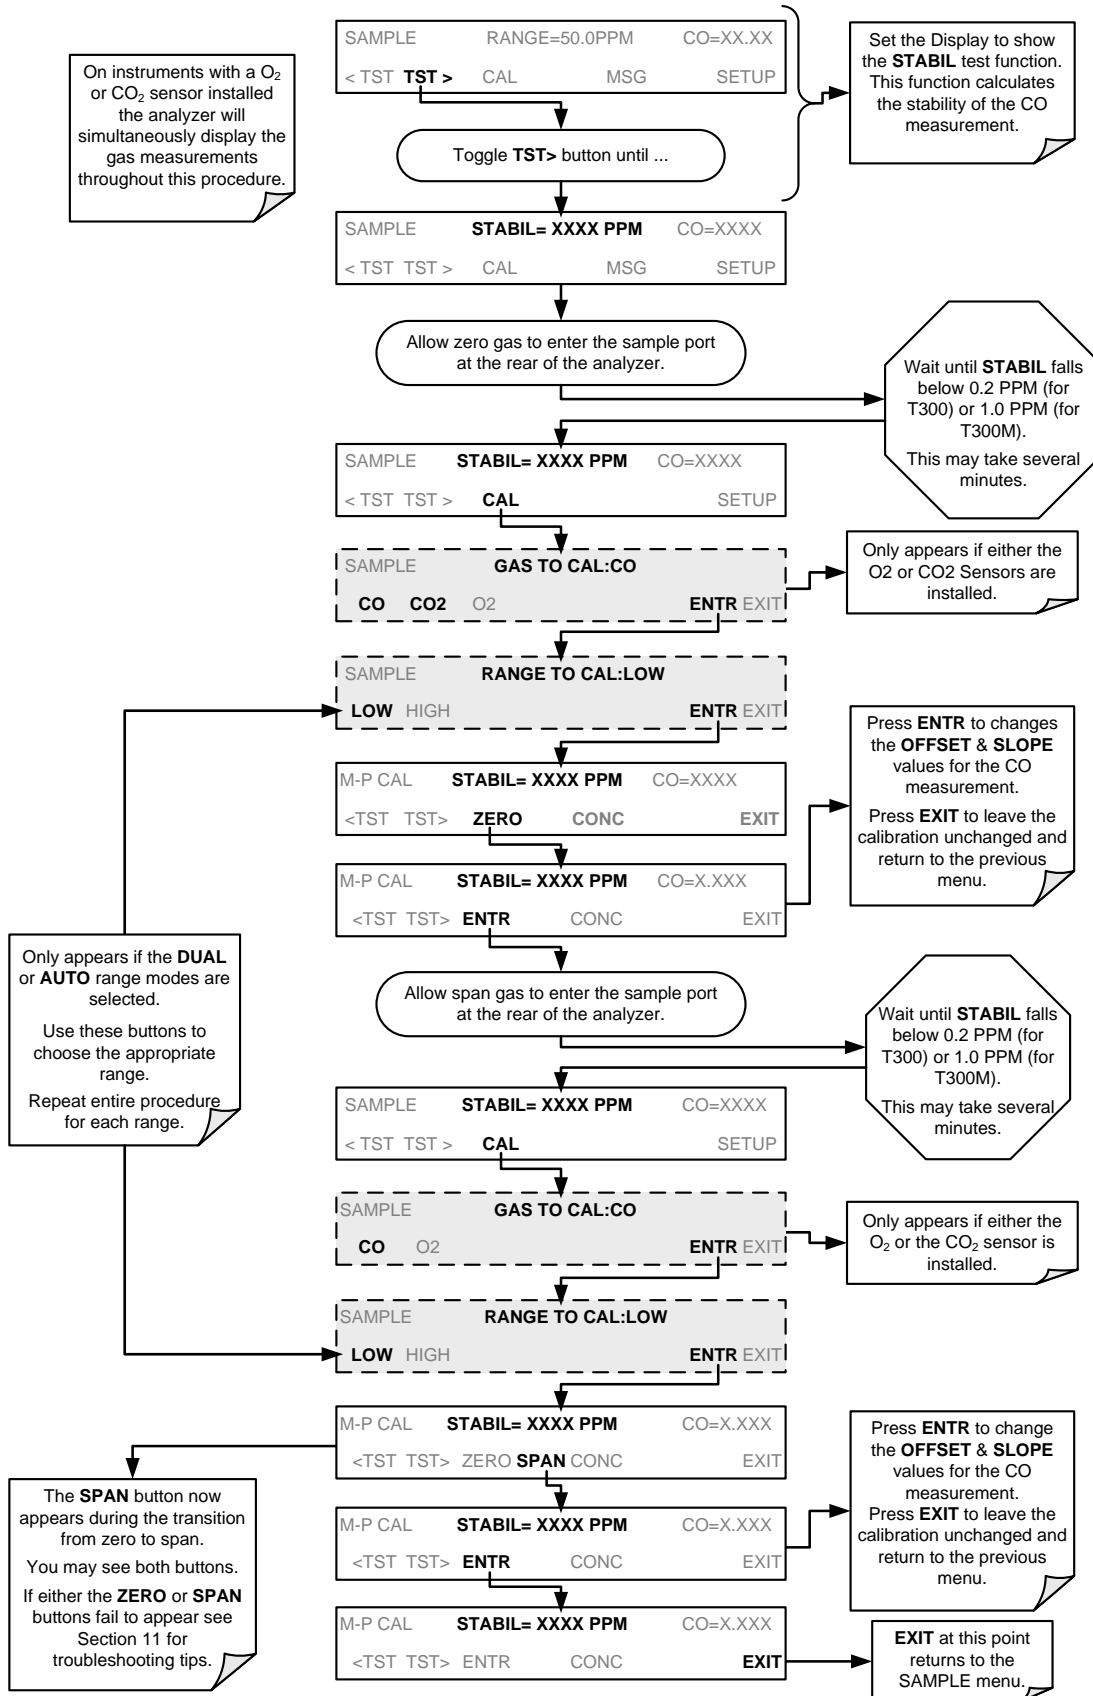 SAMPLE RANGE=50.0PPM CO=XX.XX
< TST TST > CAL MSG SETUP
Set the Display to show
the STABIL test function.
This function calculates
the stability of the CO
measurement.
On instruments with a O2
or CO2 sensor installed
the analyzer will
simultaneously display the
gas measurements
throughout this procedure.
Toggle TST> button until ...
SAMPLE STABIL= XXXX PPM CO=XXXX
< TST TST > CAL MSG SETUP
Allow zero gas to enter the sample port
at the rear of the analyzer.
Wait until STABIL falls
below 0.2 PPM (for
T300) or 1.0 PPM (for
T300M).
This may take several
minutes.
SAMPLE STABIL= XXXX PPM CO=XXXX
< TST TST > CAL SETUP
SAMPLE GAS TO CAL:CO
CO CO2 O2 ENTR EXIT
Only appears if either the
O2 or CO2 Sensors are
installed.
SAMPLE RANGE TO CAL:LOW
LOW HIGH ENTR EXIT
M-P CAL STABIL= XXXX PPM CO=XXXX
<TST TST> ZERO CONC EXIT
Press ENTR to changes
the OFFSET & SLOPE
values for the CO
measurement.
Press EXIT to leave the
calibration unchanged and
return to the previous
menu.
M-P CAL STABIL= XXXX PPM CO=X.XXX
<TST TST> ENTR CONC EXIT
Only appears if the DUAL
or AUTO range modes are
selected.
Use these buttons to
choose the appropriate
range.
Repeat entire procedure
for each range.
Allow span gas to enter the sample port
at the rear of the analyzer.
Wait until STABIL falls
below 0.2 PPM (for
T300) or 1.0 PPM (for
T300M).
This may take several
minutes.
SAMPLE STABIL= XXXX PPM CO=XXXX
< TST TST > CAL SETUP
SAMPLE GAS TO CAL:CO
CO O2 ENTR EXIT
Only appears if either the
O2 or the CO2 sensor is
installed.
SAMPLE RANGE TO CAL:LOW
LOW HIGH ENTR EXIT
M-P CAL STABIL= XXXX PPM CO=X.XXX
<TST TST> ZERO SPAN CONC EXIT
Press ENTR to change
the OFFSET & SLOPE
values for the CO
measurement.
Press EXIT to leave the
calibration unchanged and
return to the previous
menu.
The SPAN button now
appears during the transition
from zero to span.
You may see both buttons.
If either the ZERO or SPAN
buttons fail to appear see
Section 11 for
troubleshooting tips.
M-P CAL STABIL= XXXX PPM CO=X.XXX
<TST TST> ENTR CONC EXIT
M-P CAL STABIL= XXXX PPM CO=X.XXX
<TST TST> ENTR CONC EXIT
EXIT at this point
returns to the
SAMPLE menu.